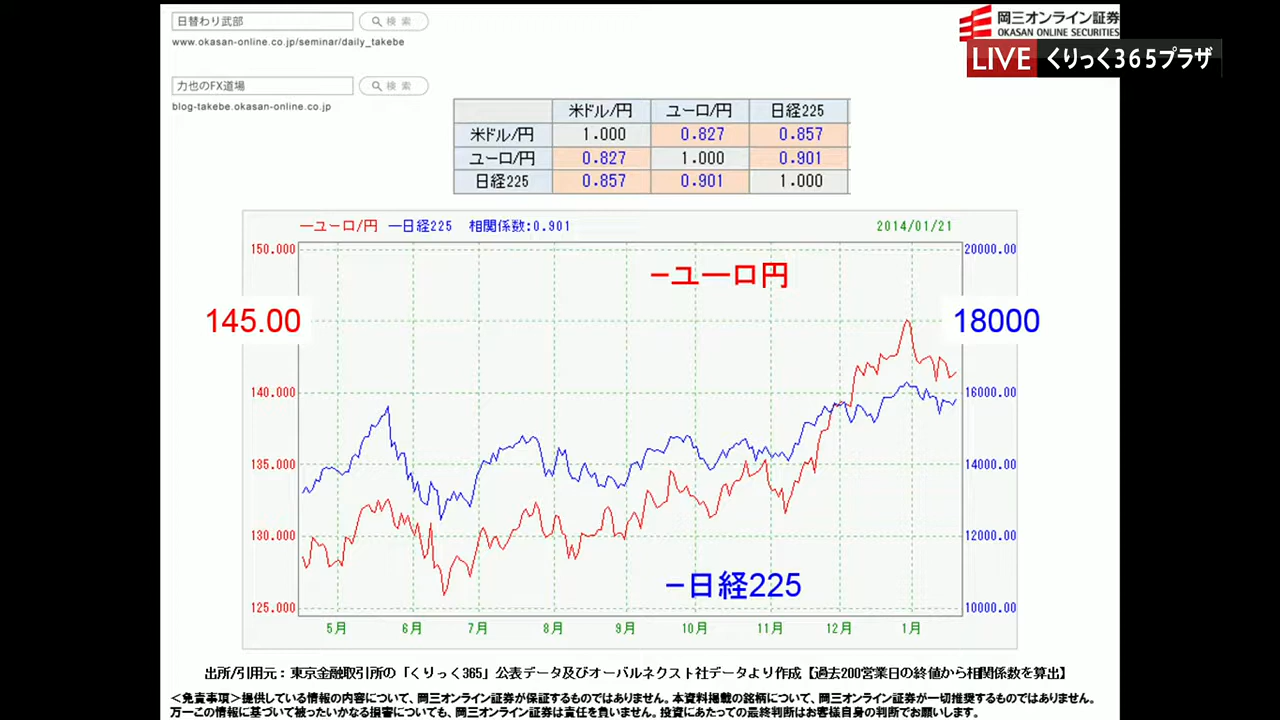 日替わり武部
検索
www.okasan-online.co.jp/seminar/daily_takebe
力也のFX道場
検索
blog-takebe.okasan-online.co.jp
岡三オンライン証券
OKASAN ONLINE SECURITIES
LIVE くりっく365プラザ
米ドル/円 ユーロ/円 日経225
米ドル/円 1.000 0.827 0.857
ユーロ/円 0.827 1.000 0.901
日経225 0.857 0.901 1.000
ーユーロ/円 ー日経225 相関係数:0.901
2014/01/21
150.000
20000.00
ーユーロ円
145.00
18000
140.000
16000.00
135.000
14000.00
130.000
12000.00
ー日経225
125.000
10000.00
5月 6月 7月 8月 9月 10月 11月 12月 1月
出所/引用元：東京金融取引所の「くりっく365」公表データ及びオーバルネクスト社データより作成【過去200営業日の終値から相関係数を算出】
＜免責事項＞提供している情報の内容について、岡三オンライン証券が保証するものではありません。本資料掲載の銘柄について、岡三オンライン証券が一切推奨するものではありません。
万一この情報に基づいて被ったいかなる損害についても、岡三オンライン証券は責任を負いません。投資にあたっての最終判断はお客様自身の判断でお願いします。